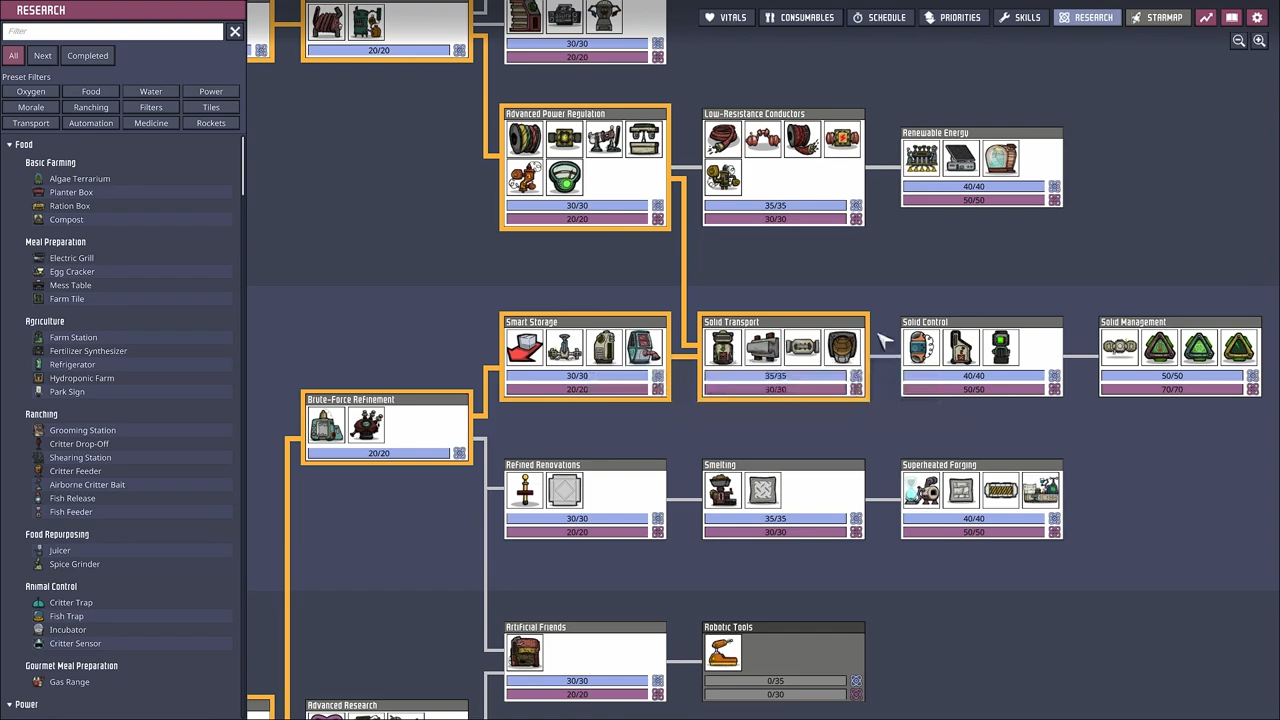 RESEARCH
Filter
All
Next
Completed
Preset Filters
Oxygen
Food
Water
Power
Morale
Ranching
Filters
Tiles
Transport
Automation
Medicine
Rockets
Food
Basic Farming
Algae Terrarium
Planter Box
Ration Box
Compost
Meal Preparation
Electric Grill
Egg Cracker
Mess Table
Farm Tile
Agriculture
Farm Station
Fertilizer Synthesizer
Refrigerator
Hydroponic Farm
Park Sign
Ranching
Grooming Station
Critter Drop-Off
Shearing Station
Critter Feeder
Airborne Critter Bait
Fish Release
Fish Feeder
Food Repurposing
Juicer
Spice Grinder
Animal Control
Critter Trap
Fish Trap
Incubator
Critter Sensor
Gourmet Meal Preparation
Gas Range
Power
VITALS
CONSUMABLES
SCHEDULE
PRIORITIES
SKILLS
RESEARCH
STARMAP
20/20
30/30
20/20
Advanced Power Regulation
30/30
20/20
Low-Resistance Conductors
35/35
30/30
Renewable Energy
40/40
50/50
Smart Storage
30/30
20/20
Solid Transport
35/35
30/30
Solid Control
40/40
50/50
Solid Management
50/50
70/70
Brute-Force Refinement
20/20
Refined Renovations
30/30
20/20
Smelting
35/35
30/30
Superheated Forging
40/40
50/50
Artificial Friends
30/30
20/20
Robotic Tools
0/35
0/30
Advanced Research